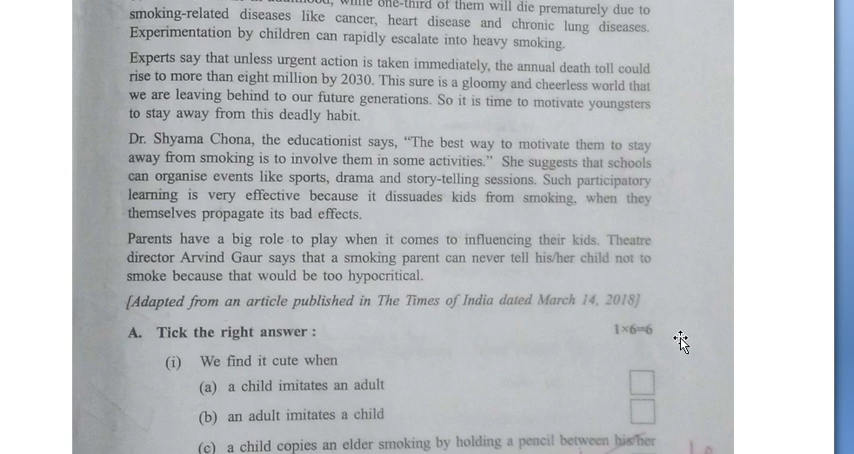 while one-third of them will die prematurely due to
smoking-related diseases like cancer, heart disease and chronic lung diseases.
Experimentation by children can rapidly escalate into heavy smoking.
Experts say that unless urgent action is taken immediately, the annual death toll could
rise to more than eight million by 2030. This sure is a gloomy and cheerless world that
we are leaving behind to our future generations. So it is time to motivate youngsters
to stay away from this deadly habit.
Dr. Shyama Chona, the educationist says, “The best way to motivate them to stay
away from smoking is to involve them in some activities.” She suggests that schools
can organise events like sports, drama and story-telling sessions. Such participatory
learning is very effective because it dissuades kids from smoking, when they
themselves propagate its bad effects.
Parents have a big role to play when it comes to influencing their kids. Theatre
director Arvind Gaur says that a smoking parent can never tell his/her child not to
smoke because that would be too hypocritical.
[Adapted from an article published in The Times of India dated March 14, 2018]
A. Tick the right answer : 1×6=6
(i) We find it cute when
(a) a child imitates an adult
(b) an adult imitates a child
(c) a child copies an elder smoking by holding a pencil between his/her